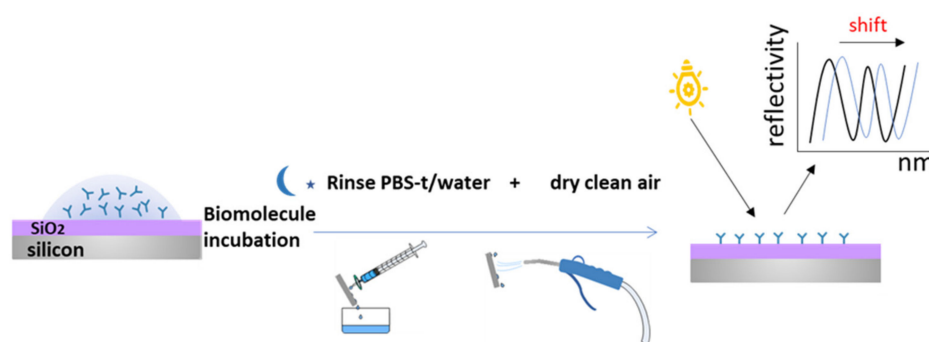 shift
reflectivity
nm
Rinse PBS-t/water + dry clean air
SiO2
silicon
Biomolecule
incubation